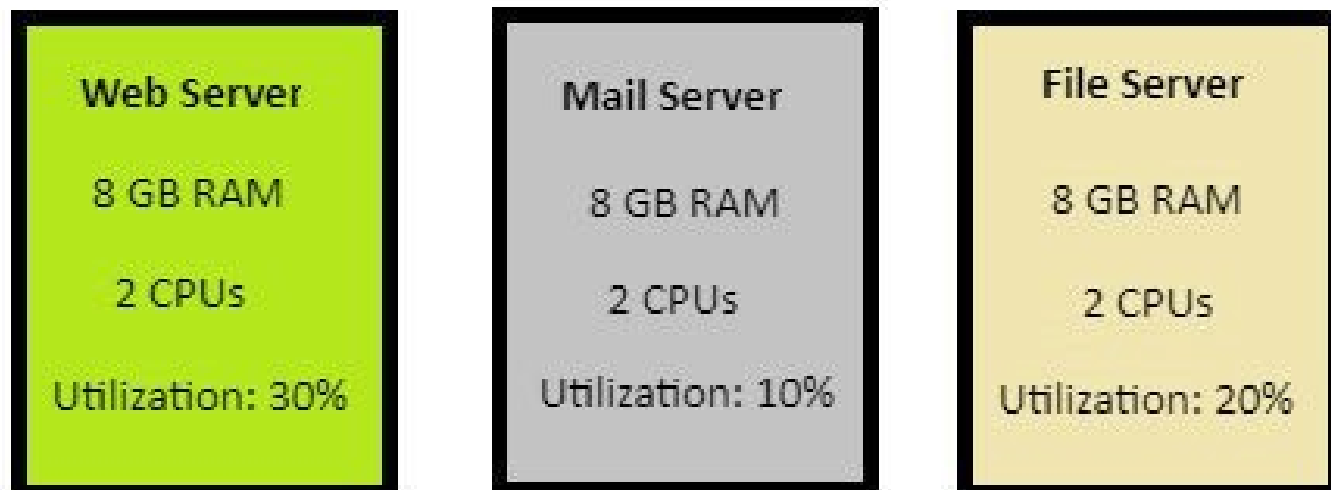 Web Server
8 GB RAM
2 CPUs
Utilization: 30%
Mail Server
8 GB RAM
2 CPUs
Utilization: 10%
File Server
8 GB RAM
2 CPUs
Utilization: 20%